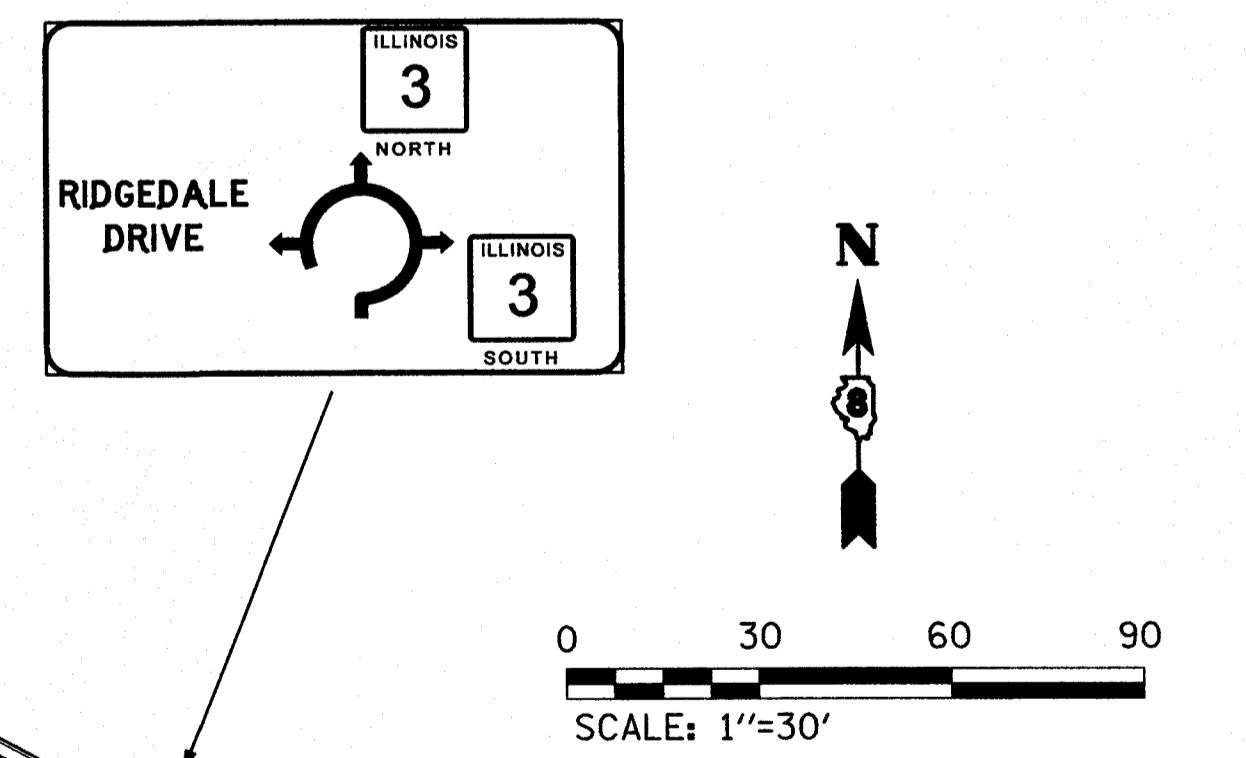 ILLINOIS
3
NORTH
RIDGEDALE
DRIVE
ILLINOIS
3
SOUTH
N
8
0 30 60 90
SCALE: 1"=30'